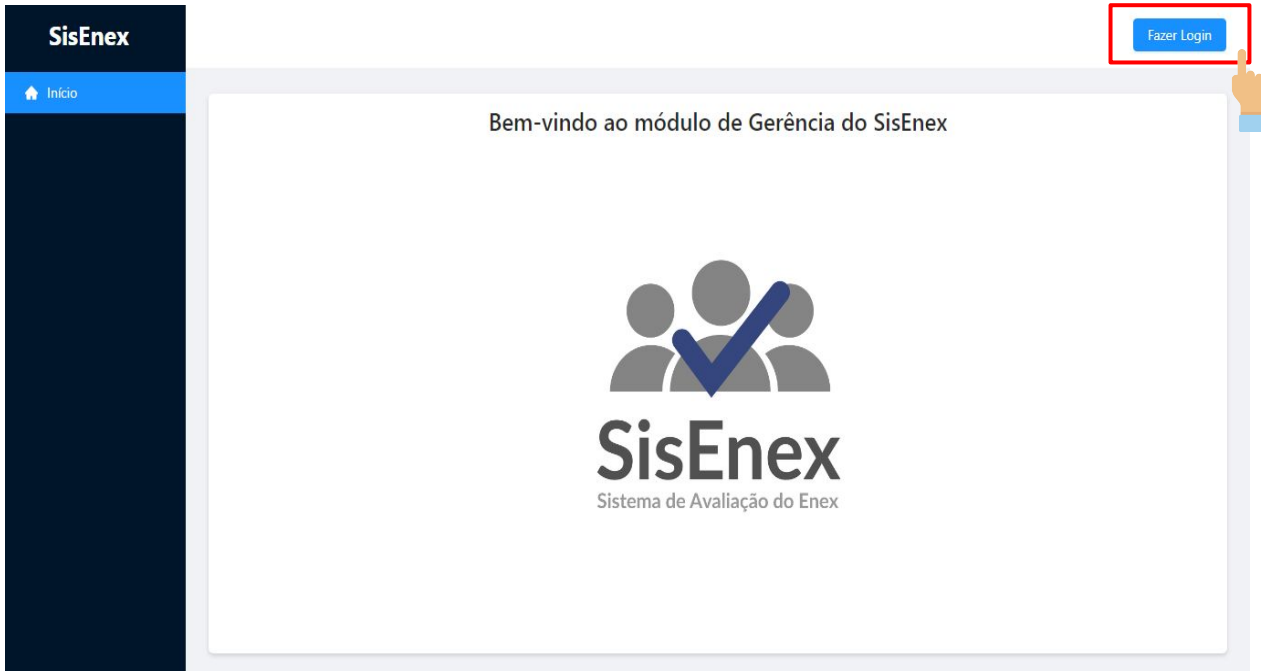 SisEnex
Fazer Login
Início
Bem-vindo ao módulo de Gerência do SisEnex
SisEnex
Sistema de Avaliação do Enex